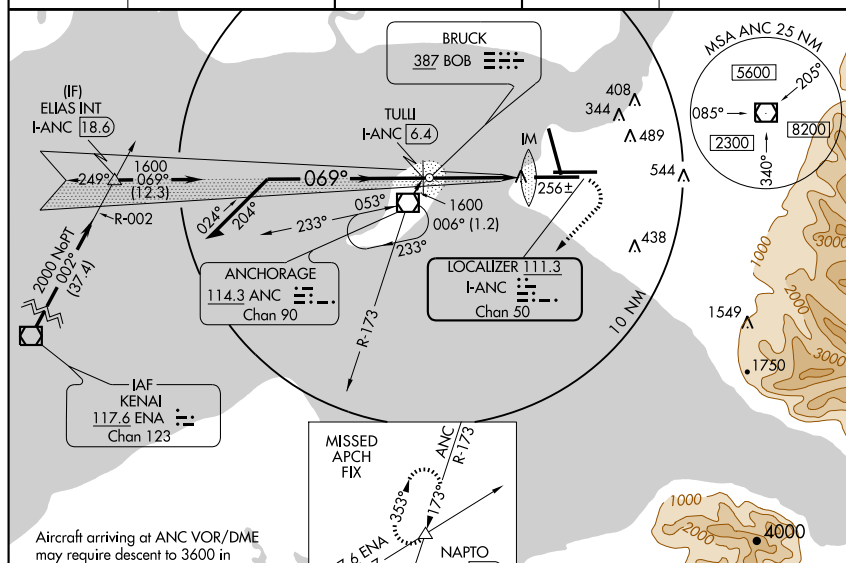 BRUCK
387 BOB
MSA ANC 25 NM
5600
205°
085°
2300
8200
340°
(IF)
ELIAS INT
I-ANC 18.6
TULLI
I-ANC 6.4
IM
408
344
489
544
438
249°
1600
069°
(12.3)
069°
256±
R-002
024°
204°
233°
053°
1600
006° (1.2)
233°
2000 NoPT
002°
(37.4)
ANCHORAGE
114.3 ANC
Chan 90
LOCALIZER 111.3
I-ANC
Chan 50
R-173
10 NM
IAF
KENAI
117.6 ENA
Chan 123
1000
3000
2000
3000
1549
1750
MISSED
APCH
FIX
ANC
R-173
353°
173°
NAPTO
1000
2000
4000
Aircraft arriving at ANC VOR/DME
may require descent to 3600 in